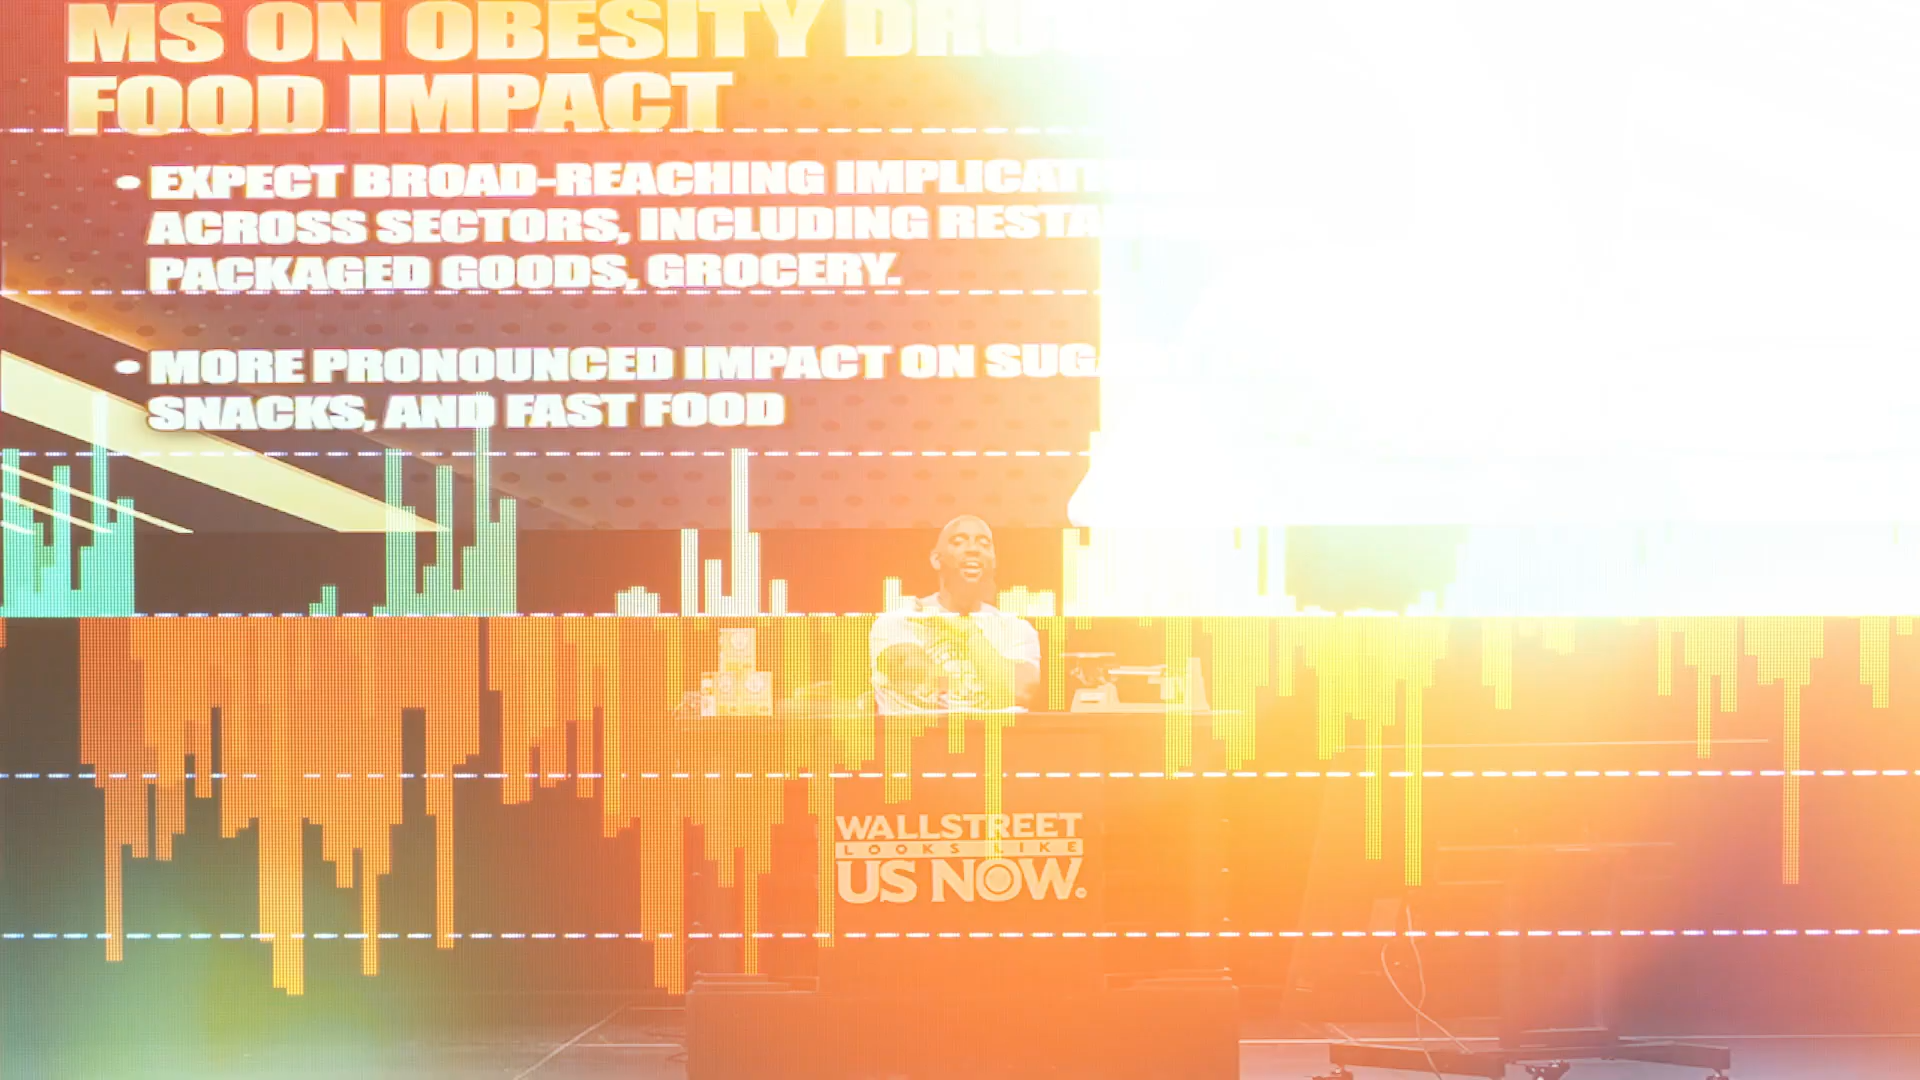 MS ON OBESITY
FOOD IMPACT
• EXPECT BROAD-REACHING
ACROSS SECTORS, INCLUDING
PACKAGED GOODS, GROCERY.
• MORE PRONOUNCED IMPACT ON
SNACKS, AND FAST FOOD
WALLSTREET
LOOKS LIKE
US NOW.